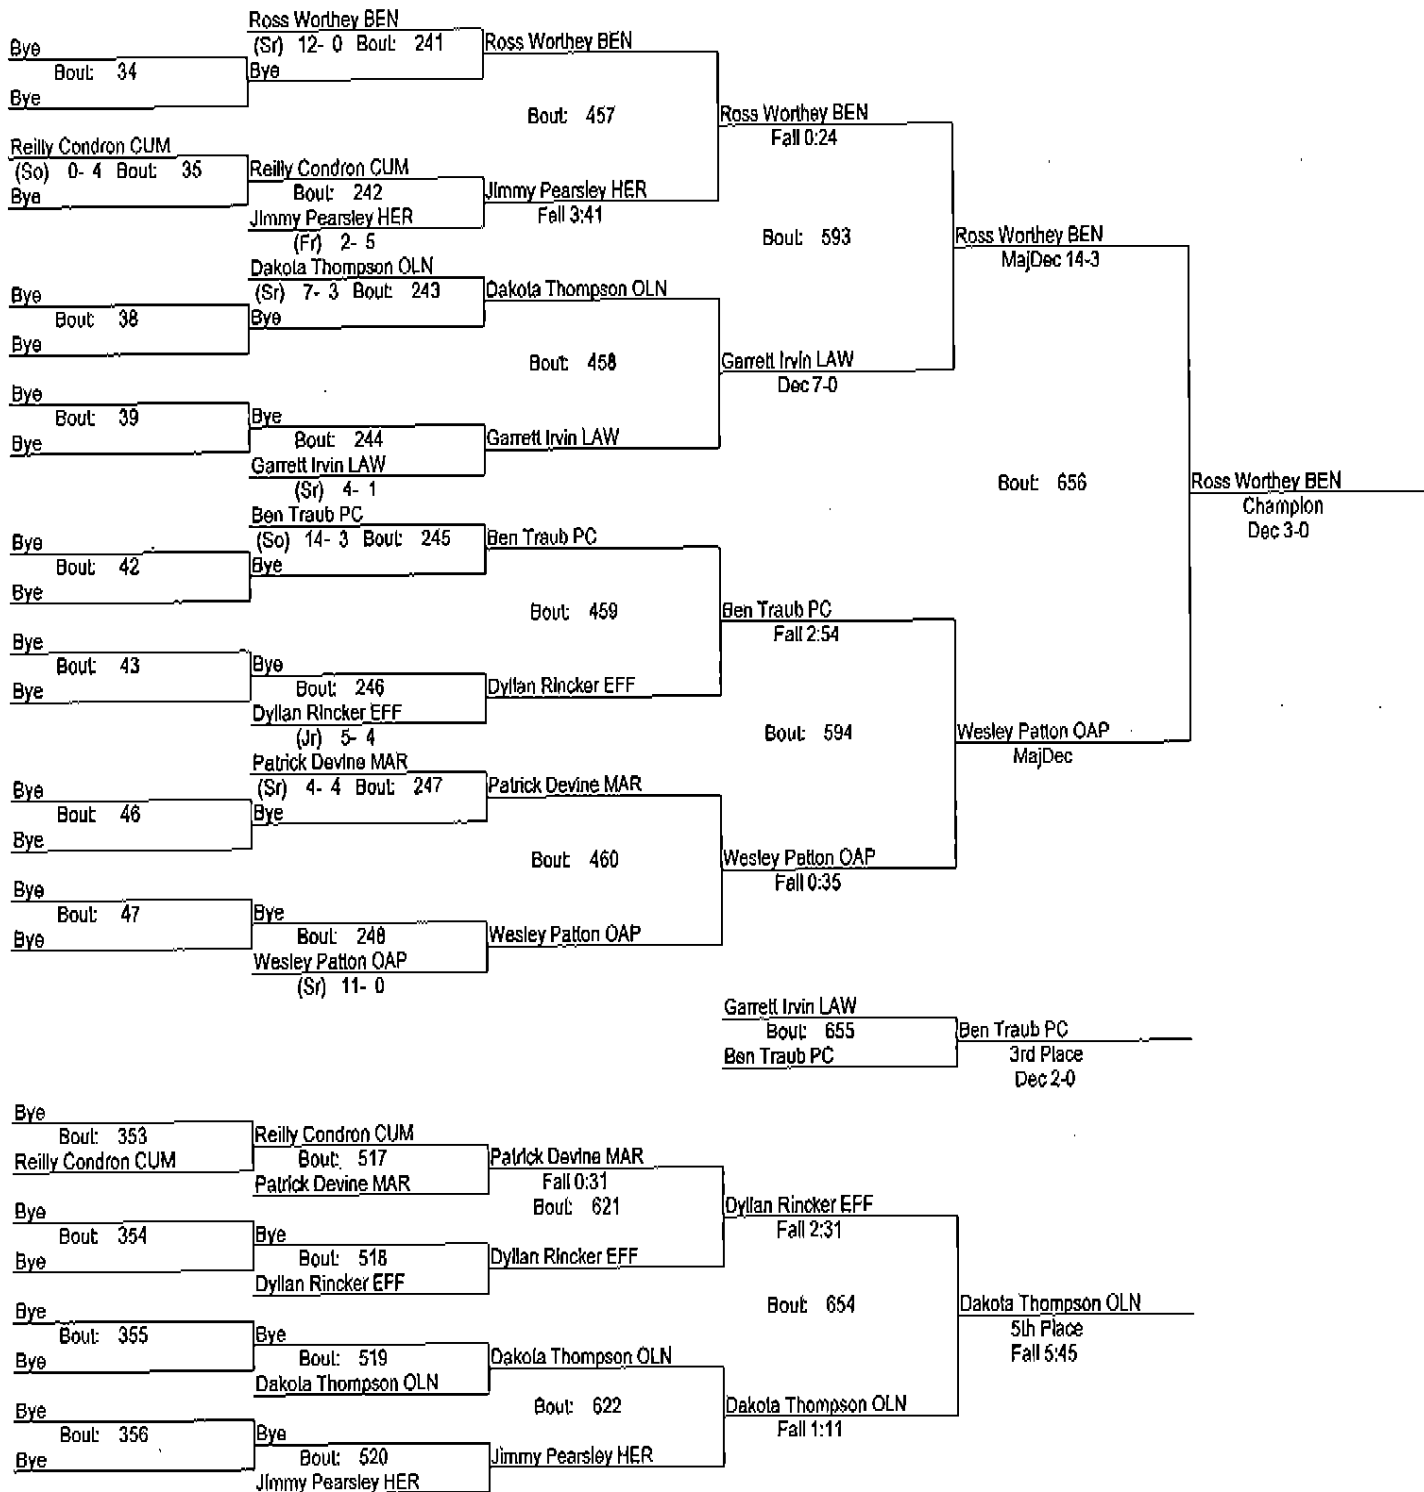 Bye
Bout: 34
Bye
Ross Worthey BEN
(Sr) 12- 0 Bout: 241
Bye
Ross Worthey BEN
Bout: 457
Reilly Condron CUM
(So) 0- 4 Bout: 35
Bye
Reilly Condron CUM
Bout: 242
Jimmy Pearsley HER
(Fr) 2- 5
Jimmy Pearsley HER
Fall 3:41
Ross Worthey BEN
Fall 0:24
Bout: 593
Bye
Bout: 38
Bye
Dakota Thompson OLN
(Sr) 7- 3 Bout: 243
Bye
Dakota Thompson OLN
Bout: 458
Bye
Bout: 39
Bye
Bye
Bout: 244
Garrett Irvin LAW
(Sr) 4- 1
Garrett Irvin LAW
Garrett Irvin LAW
Dec 7-0
Ross Worthey BEN
MajDec 14-3
Bout: 656
Ross Worthey BEN
Champion
Dec 3-0
Bye
Bout: 42
Bye
Ben Traub PC
(So) 14- 3 Bout: 245
Bye
Ben Traub PC
Bout: 459
Bye
Bout: 43
Bye
Bye
Bout: 246
Dyllan Rincker EFF
(Jr) 5- 4
Dyllan Rincker EFF
Ben Traub PC
Fall 2:54
Bout: 594
Bye
Bout: 46
Bye
Patrick Devine MAR
(Sr) 4- 4 Bout: 247
Bye
Patrick Devine MAR
Bout: 460
Bye
Bout: 47
Bye
Bye
Bout: 248
Wesley Patton OAP
(Sr) 11- 0
Wesley Patton OAP
Wesley Patton OAP
Fall 0:35
Wesley Patton OAP
MajDec
Garrett Irvin LAW
Bout: 655
Ben Traub PC
Ben Traub PC
3rd Place
Dec 2-0
Bye
Bout: 353
Reilly Condron CUM
Reilly Condron CUM
Bout: 517
Patrick Devine MAR
Patrick Devine MAR
Fall 0:31
Bout: 621
Bye
Bout: 354
Bye
Bye
Bout: 518
Dyllan Rincker EFF
Dyllan Rincker EFF
Dyllan Rincker EFF
Fall 2:31
Bout: 654
Bye
Bout: 355
Bye
Bye
Bout: 519
Dakota Thompson OLN
Dakota Thompson OLN
Bout: 622
Bye
Bout: 356
Bye
Bye
Bout: 520
Jimmy Pearsley HER
Jimmy Pearsley HER
Dakota Thompson OLN
Fall 1:11
Dakota Thompson OLN
5th Place
Fall 5:45